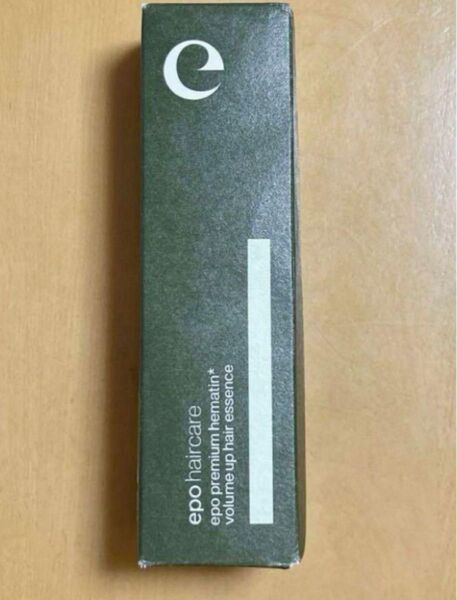 e
epo haircare
epo premium hematin*
volume up hair essence